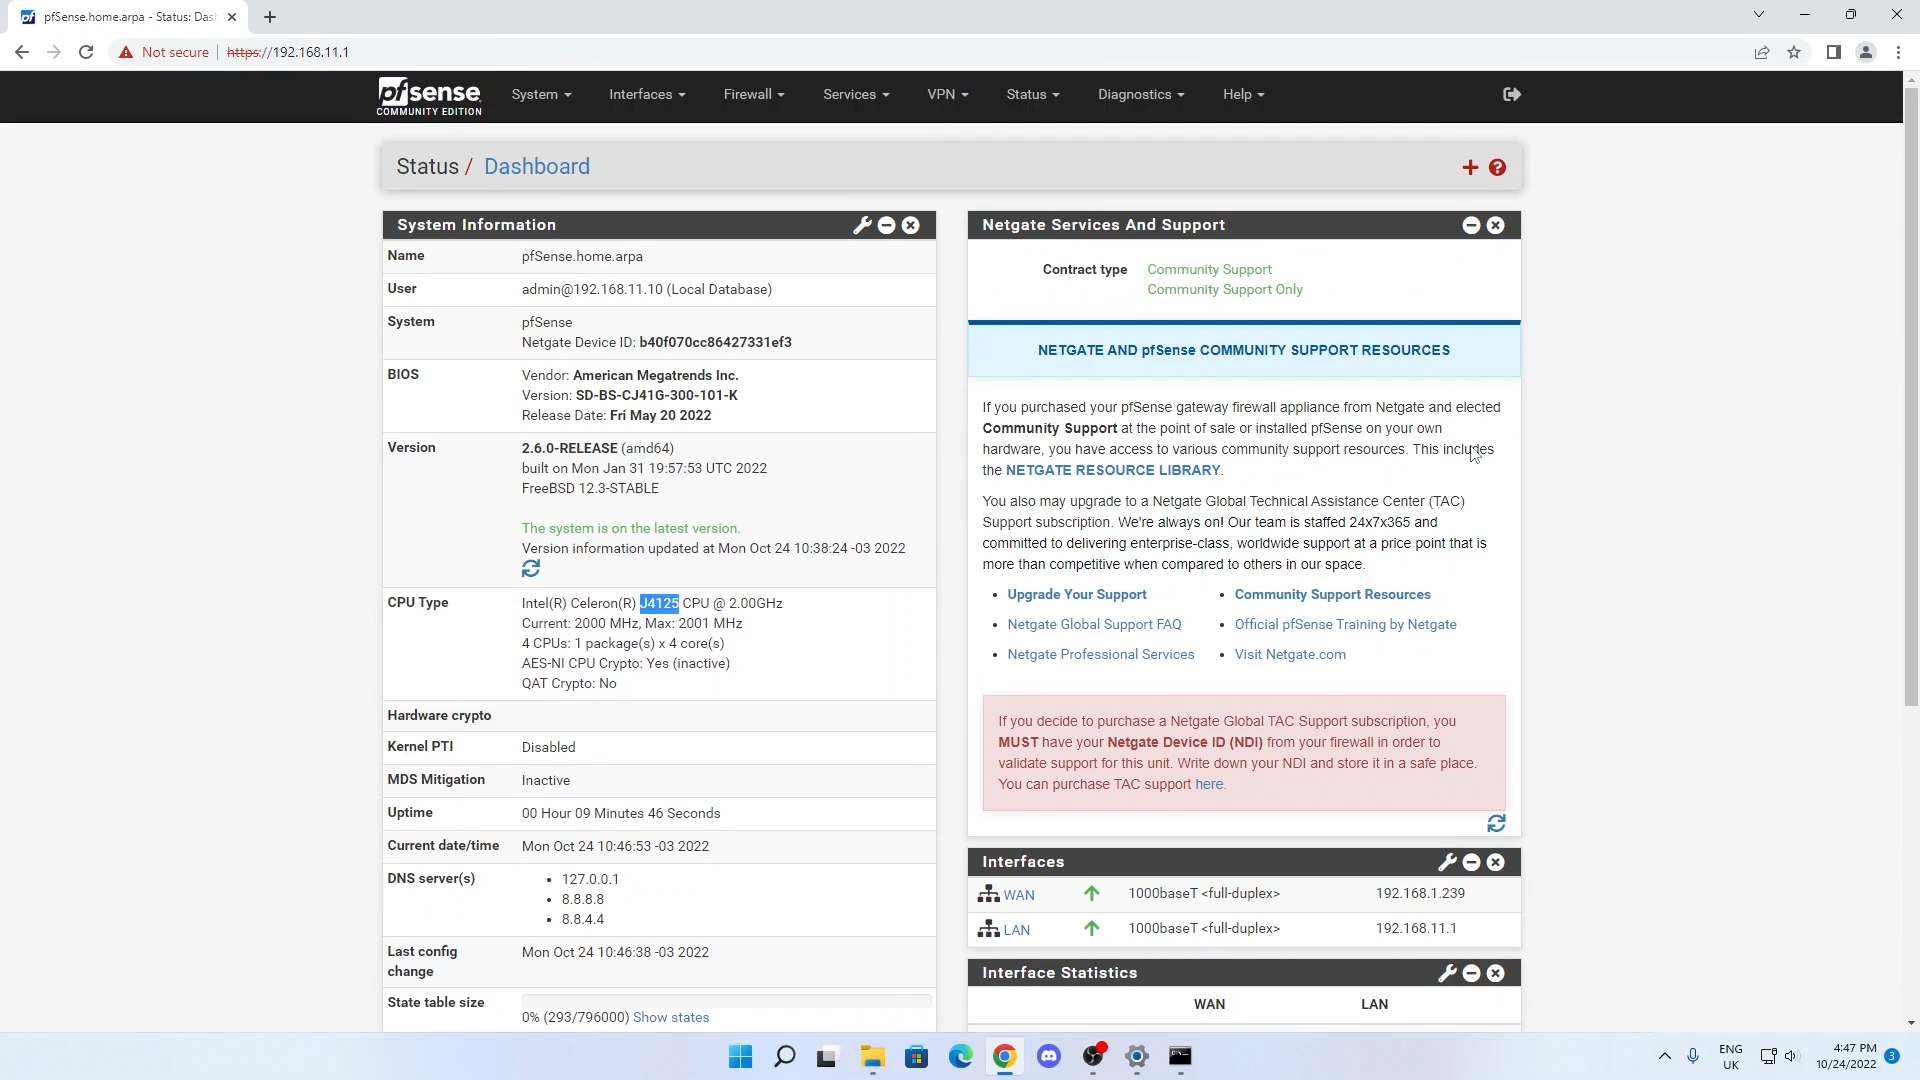 pfSense.home.arpa - Status: Dash
Not secure
https://192.168.11.1
pfsense
COMMUNITY EDITION
System
Interfaces
Firewall
Services
VPN
Status
Diagnostics
Help
Status / Dashboard
System Information
Name pfSense.home.arpa
User admin@192.168.11.10 (Local Database)
System pfSense
Netgate Device ID: b40f070cc86427331ef3
BIOS Vendor: American Megatrends Inc.
Version: SD-BS-CJ41G-300-101-K
Release Date: Fri May 20 2022
Version 2.6.0-RELEASE (amd64)
built on Mon Jan 31 19:57:53 UTC 2022
FreeBSD 12.3-STABLE
The system is on the latest version.
Version information updated at Mon Oct 24 10:38:24 -03 2022
CPU Type Intel(R) Celeron(R) J4125 CPU @ 2.00GHz
Current: 2000 MHz, Max: 2001 MHz
4 CPUs: 1 package(s) x 4 core(s)
AES-NI CPU Crypto: Yes (inactive)
QAT Crypto: No
Hardware crypto
Kernel PTI Disabled
MDS Mitigation Inactive
Uptime 00 Hour 09 Minutes 46 Seconds
Current date/time Mon Oct 24 10:46:53 -03 2022
DNS server(s)
127.0.0.1
8.8.8.8
8.8.4.4
Last config change Mon Oct 24 10:46:38 -03 2022
State table size
0% (293/796000) Show states
Netgate Services And Support
Contract type Community Support
Community Support Only
NETGATE AND pfSense COMMUNITY SUPPORT RESOURCES
If you purchased your pfSense gateway firewall appliance from Netgate and elected
Community Support at the point of sale or installed pfSense on your own
hardware, you have access to various community support resources. This includes
the NETGATE RESOURCE LIBRARY.
You also may upgrade to a Netgate Global Technical Assistance Center (TAC)
Support subscription. We're always on! Our team is staffed 24x7x365 and
committed to delivering enterprise-class, worldwide support at a price point that is
more than competitive when compared to others in our space.
Upgrade Your Support
Community Support Resources
Netgate Global Support FAQ
Official pfSense Training by Netgate
Netgate Professional Services
Visit Netgate.com
If you decide to purchase a Netgate Global TAC Support subscription, you
MUST have your Netgate Device ID (NDI) from your firewall in order to
validate support for this unit. Write down your NDI and store it in a safe place.
You can purchase TAC support here.
Interfaces
WAN 1000baseT <full-duplex> 192.168.1.239
LAN 1000baseT <full-duplex> 192.168.11.1
Interface Statistics
WAN LAN
ENG
UK
4:47 PM
10/24/2022
3